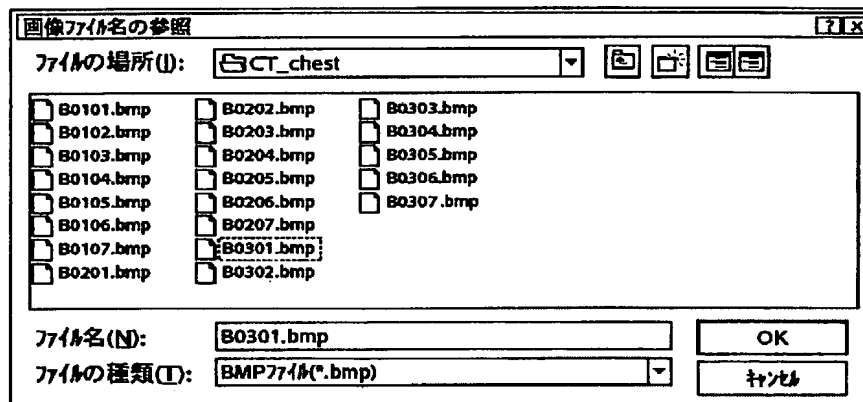 画像ﾌｧｲﾙ名の参照 ? X
ﾌｧｲﾙの場所(I): CT_chest
B0101.bmp B0202.bmp B0303.bmp
B0102.bmp B0203.bmp B0304.bmp
B0103.bmp B0204.bmp B0305.bmp
B0104.bmp B0205.bmp B0306.bmp
B0105.bmp B0206.bmp B0307.bmp
B0106.bmp B0207.bmp
B0107.bmp B0301.bmp
B0201.bmp B0302.bmp
ﾌｧｲﾙ名(N): B0301.bmp OK
ﾌｧｲﾙの種類(T): BMPﾌｧｲﾙ(*.bmp) ｷｬﾝｾﾙ